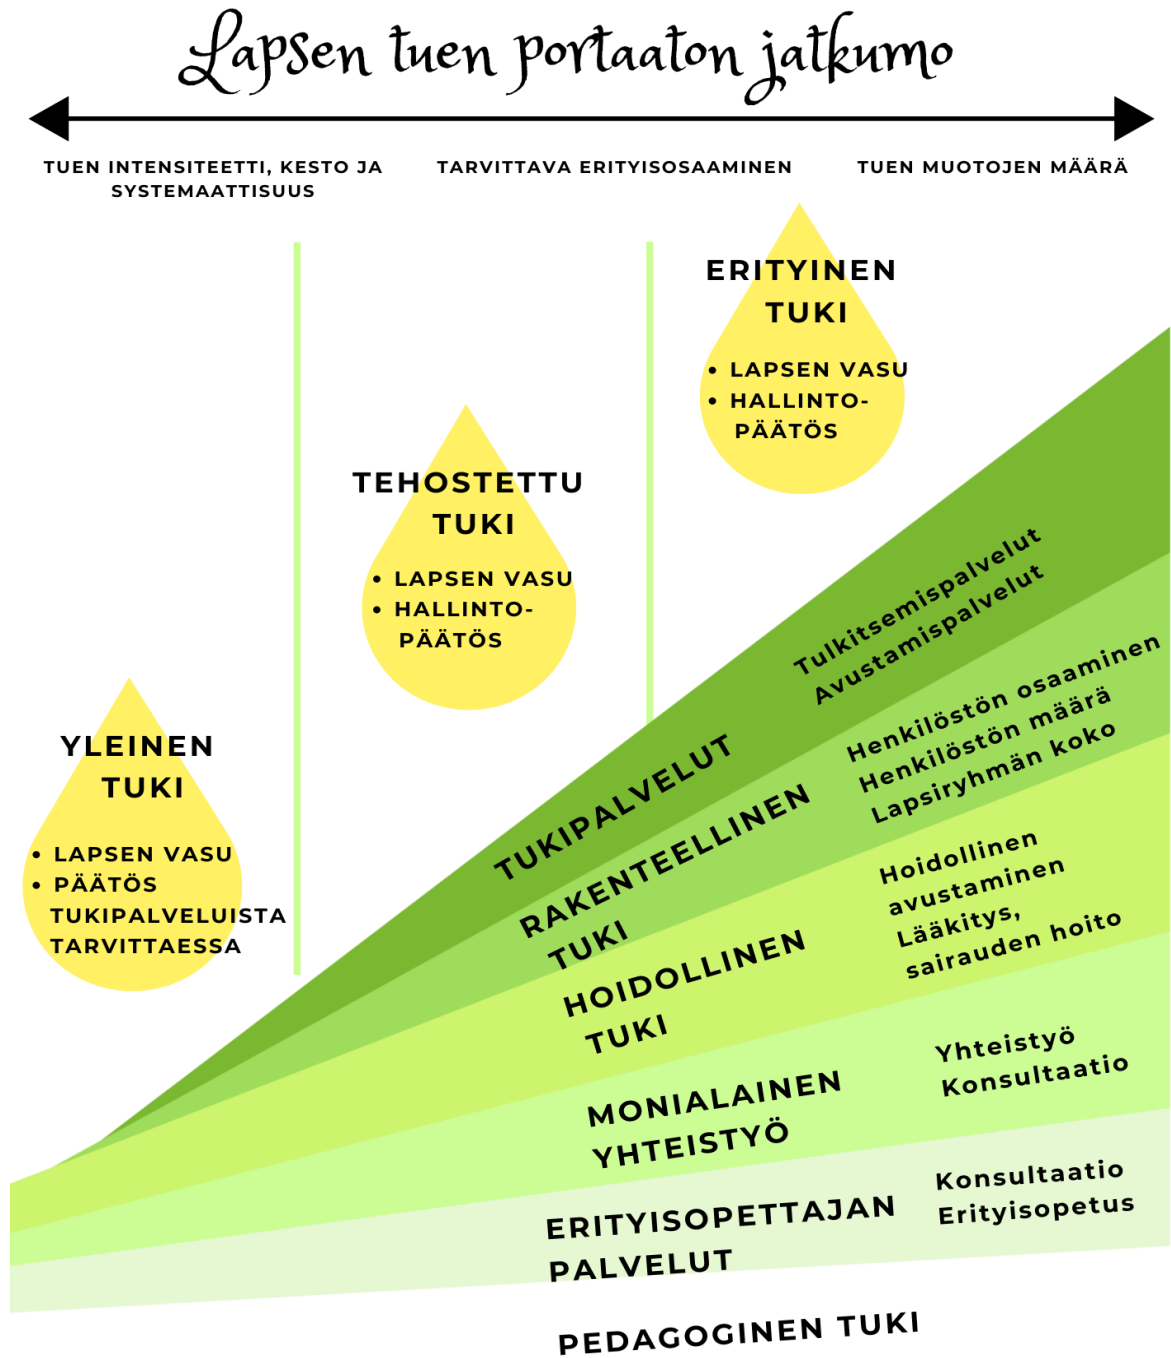 Lapsen tuen portaaton jatkumo
TUEN INTENSITEETTI, KESTO JA
SYSTEMAATTISUUS
TARVITTAVA ERITYISOSAAMINEN
TUEN MUOTOJEN MÄÄRÄ
YLEINEN
TUKI
• LAPSEN VASU
• PÄÄTÖS
TUKIPALVELUISTA
TARVITTAESSA
TEHOSTETTU
TUKI
• LAPSEN VASU
• HALLINTO-
PÄÄTÖS
ERITYINEN
TUKI
• LAPSEN VASU
• HALLINTO-
PÄÄTÖS
TUKIPALVELUT
Tulkitsemispalvelut
Avustamispalvelut
RAKENTEELLINEN
TUKI
Henkilöstön osaaminen
Henkilöstön määrä
Lapsiryhmän koko
HOIDOLLINEN
TUKI
Hoidollinen
avustaminen
Lääkitys,
sairauden hoito
MONIALAINEN
YHTEISTYÖ
Yhteistyö
Konsultaatio
ERITYISOPETTAJAN
PALVELUT
Konsultaatio
Erityisopetus
PEDAGOGINEN TUKI